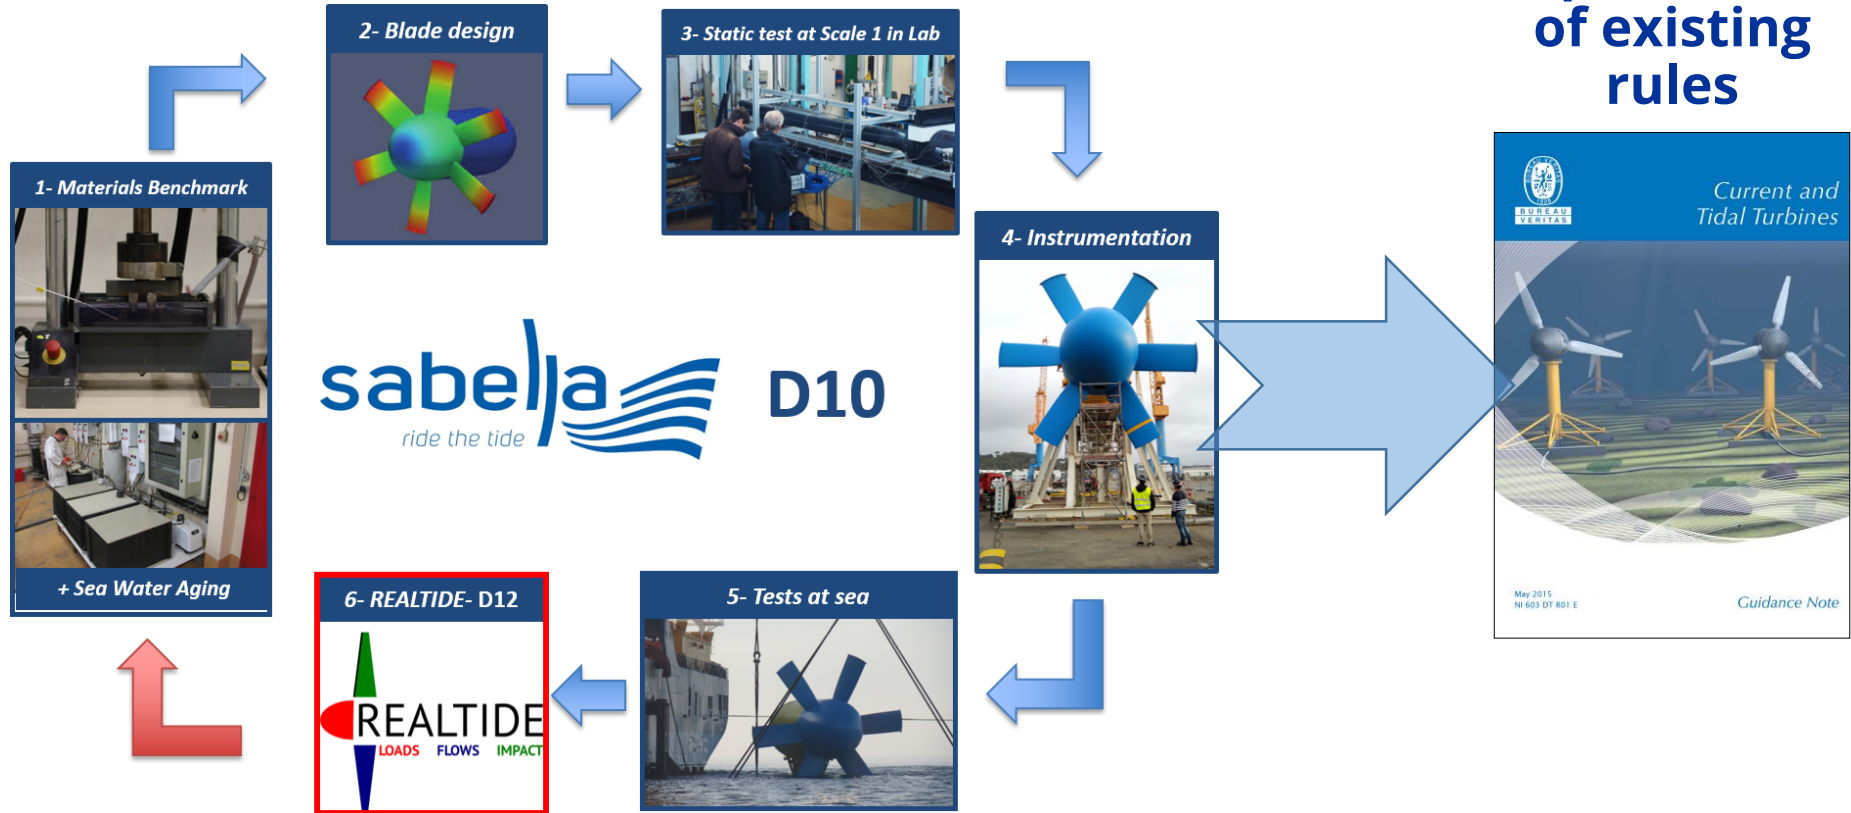 of existing
rules
2- Blade design
3- Static test at Scale 1 in Lab
1- Materials Benchmark
4- Instrumentation
BUREAU
VERITAS
Current and
Tidal Turbines
sabella
ride the tide
D10
+ Sea Water Aging
6- REALTIDE- D12
REALTIDE
LOADS FLOWS IMPACT
5- Tests at sea
May 2015
NI 603 DT R01 E
Guidance Note